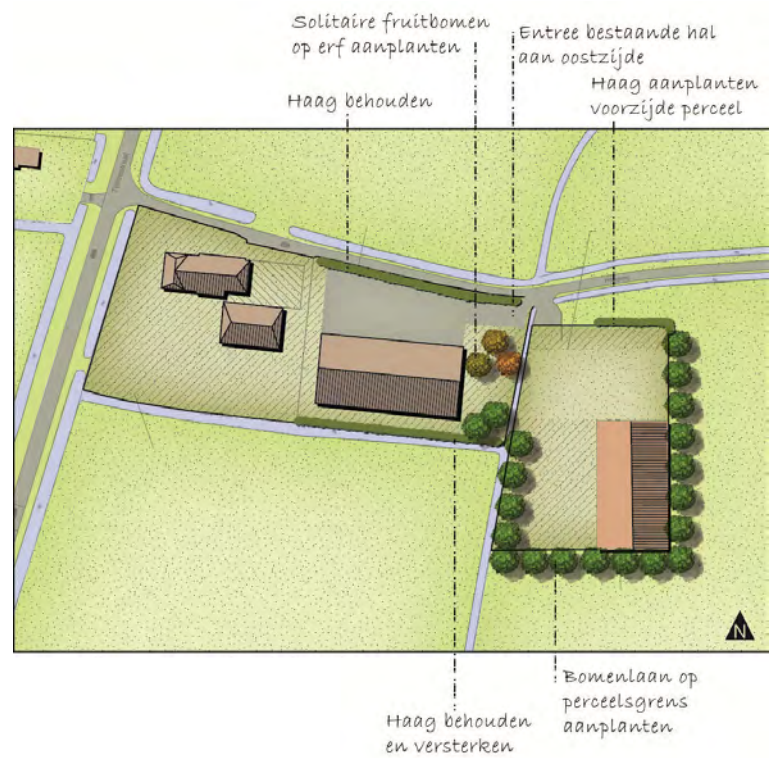 Solitaire fruitbomen
op erf aanplanten
Entree bestaande hal
aan oostzijde
Haag behouden
Haag aanplanten
voorzijde perceel
N
Bomenlaan op
perceelsgrens
aanplanten
Haag behouden
en versterken